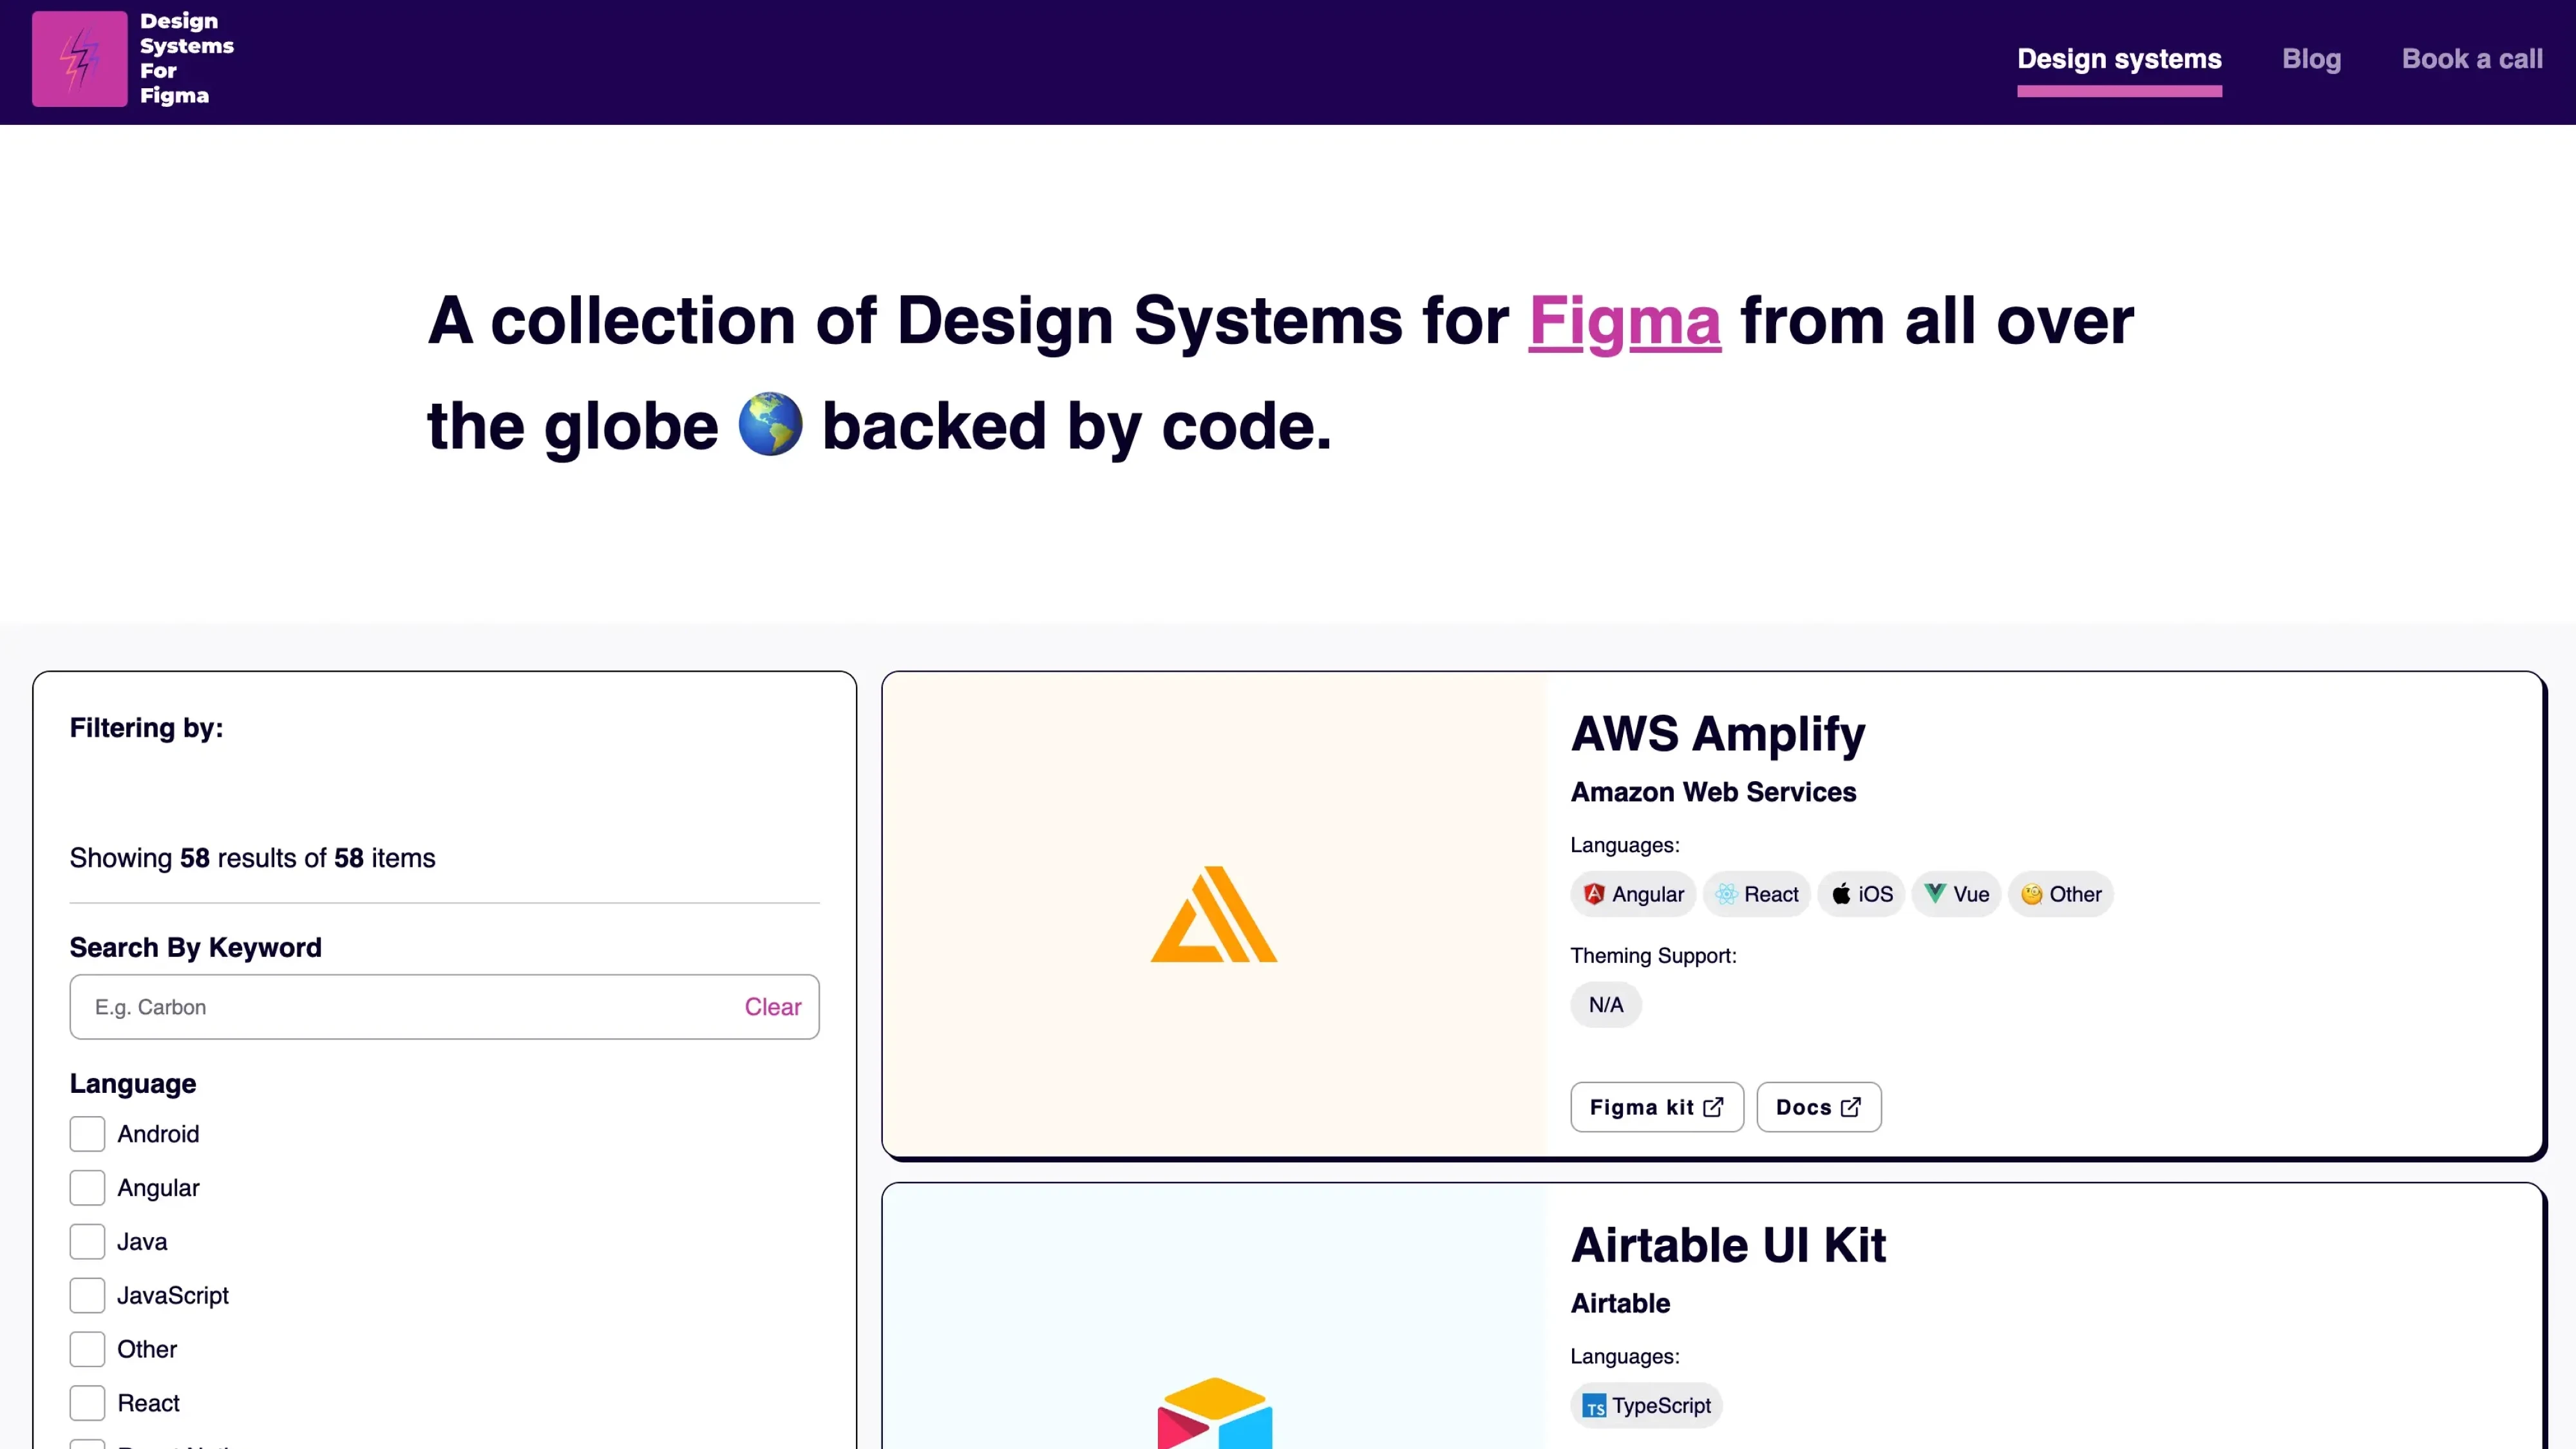 Design
Systems
For
Figma
Design systems
Blog
Book a call
A collection of Design Systems for Figma from all over
the globe 🌎 backed by code.
Filtering by:
Showing 58 results of 58 items
Search By Keyword
E.g. Carbon
Clear
Language
Android
Angular
Java
JavaScript
Other
React
AWS Amplify
Amazon Web Services
Languages:
Angular
React
iOS
Vue
Other
Theming Support:
N/A
Figma kit
Docs
Airtable UI Kit
Airtable
Languages:
TS TypeScript